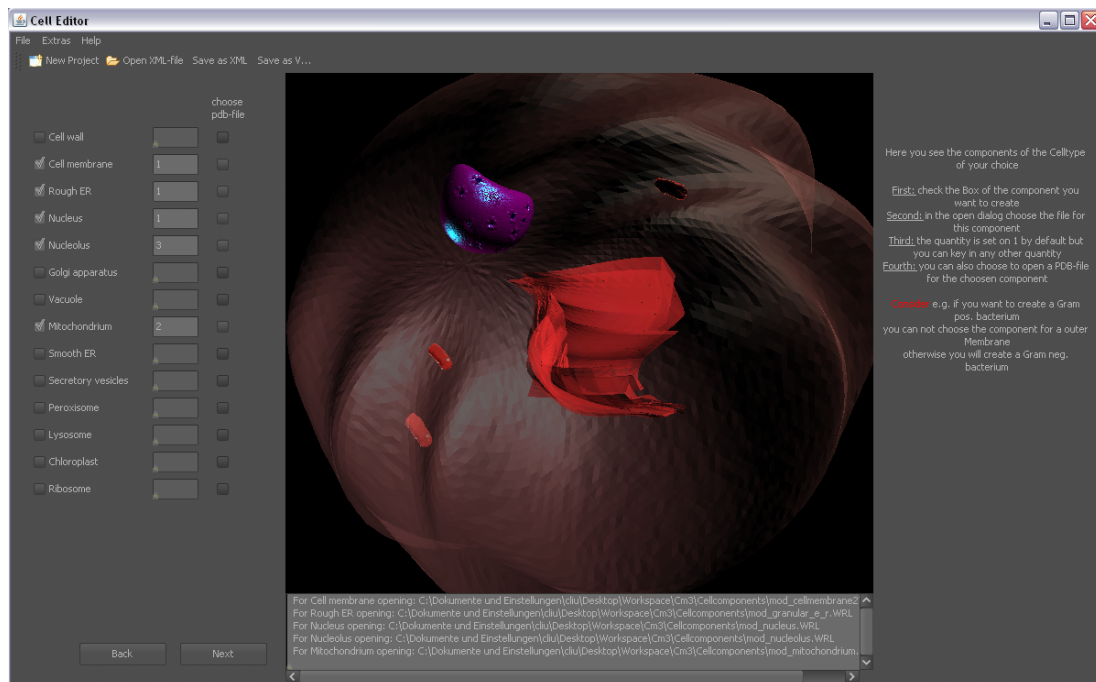 Cell Editor
File Extras Help
New Project Open XML-file Save as XML Save as V...
choose
pdb-file
Cell wall
Cell membrane 1
Rough ER 1
Nucleus 1
Nucleolus 3
Golgi apparatus
Vacuole
Mitochondrium 2
Smooth ER
Secretory vesicles
Peroxisome
Lysosome
Chloroplast
Ribosome
Back Next
For Cell membrane opening: C:\Dokumente und Einstellungen\cliu\Desktop\Workspace\Cm3\Cellcomponents\mod_cellmembrane2
For Rough ER opening: C:\Dokumente und Einstellungen\cliu\Desktop\Workspace\Cm3\Cellcomponents\mod_granular_e_r.WRL
For Nucleus opening: C:\Dokumente und Einstellungen\cliu\Desktop\Workspace\Cm3\Cellcomponents\mod_nucleus.WRL
For Nucleolus opening: C:\Dokumente und Einstellungen\cliu\Desktop\Workspace\Cm3\Cellcomponents\mod_nucleolus.WRL
For Mitochondrium opening: C:\Dokumente und Einstellungen\cliu\Desktop\Workspace\Cm3\Cellcomponents\mod_mitochondrium.
Here you see the components of the Celltype
of your choice
First: check the Box of the component you
want to create
Second: in the open dialog choose the file for
this component
Third: the quantity is set on 1 by default but
you can key in any other quantity
Fourth: you can also choose to open a PDB-file
for the choosen component
e.g. if you want to create a Gram
pos. bacterium
you can not choose the component for a outer
Membrane
otherwise you will create a Gram neg.
bacterium